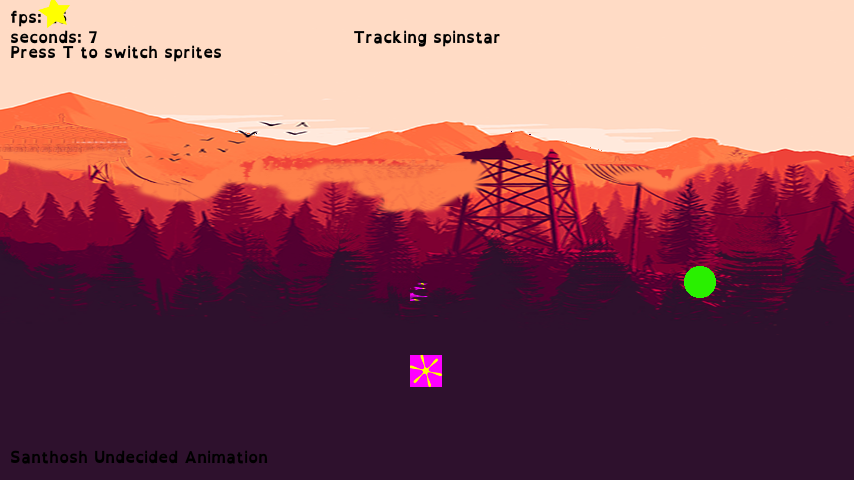 fps:
seconds: 7
Press T to switch sprites
Tracking spinstar
Santhosh Undecided Animation